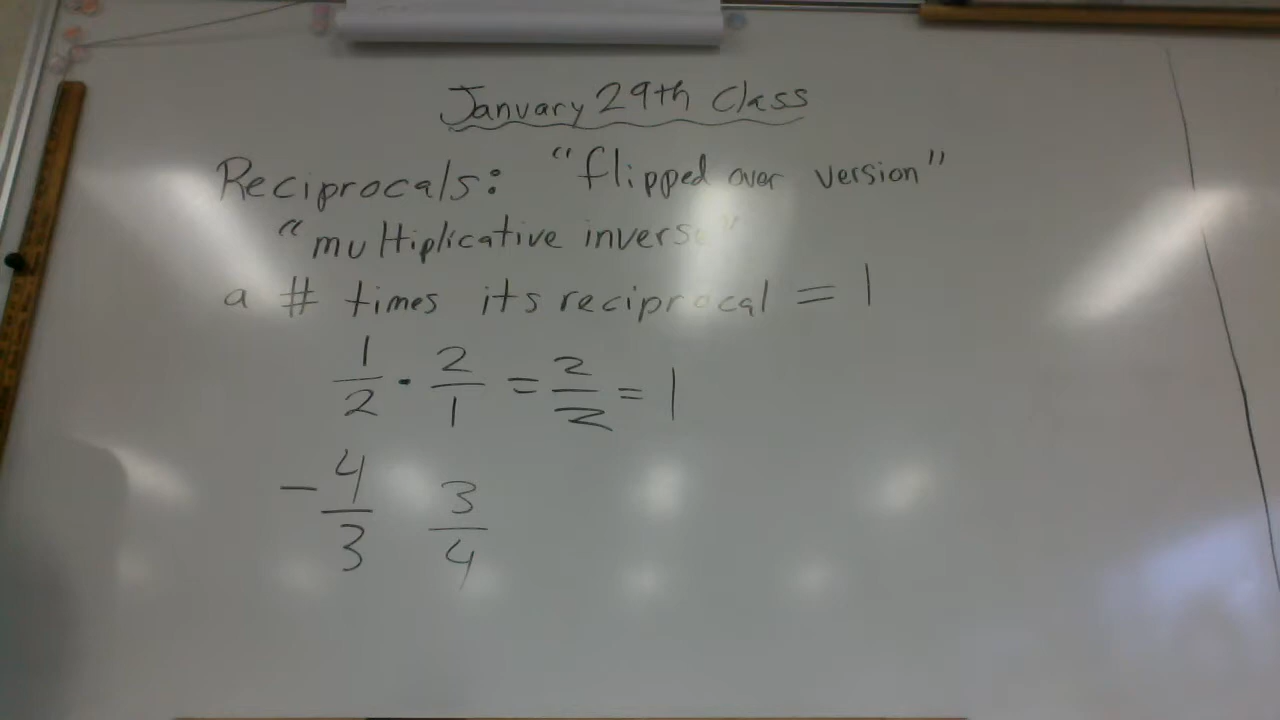 January 29th Class
Reciprocals: "flipped over version"
"multiplicative inverse"
a # times its reciprocal = 1
1/2 · 2/1 = 2/2 = 1
-4/3 3/4